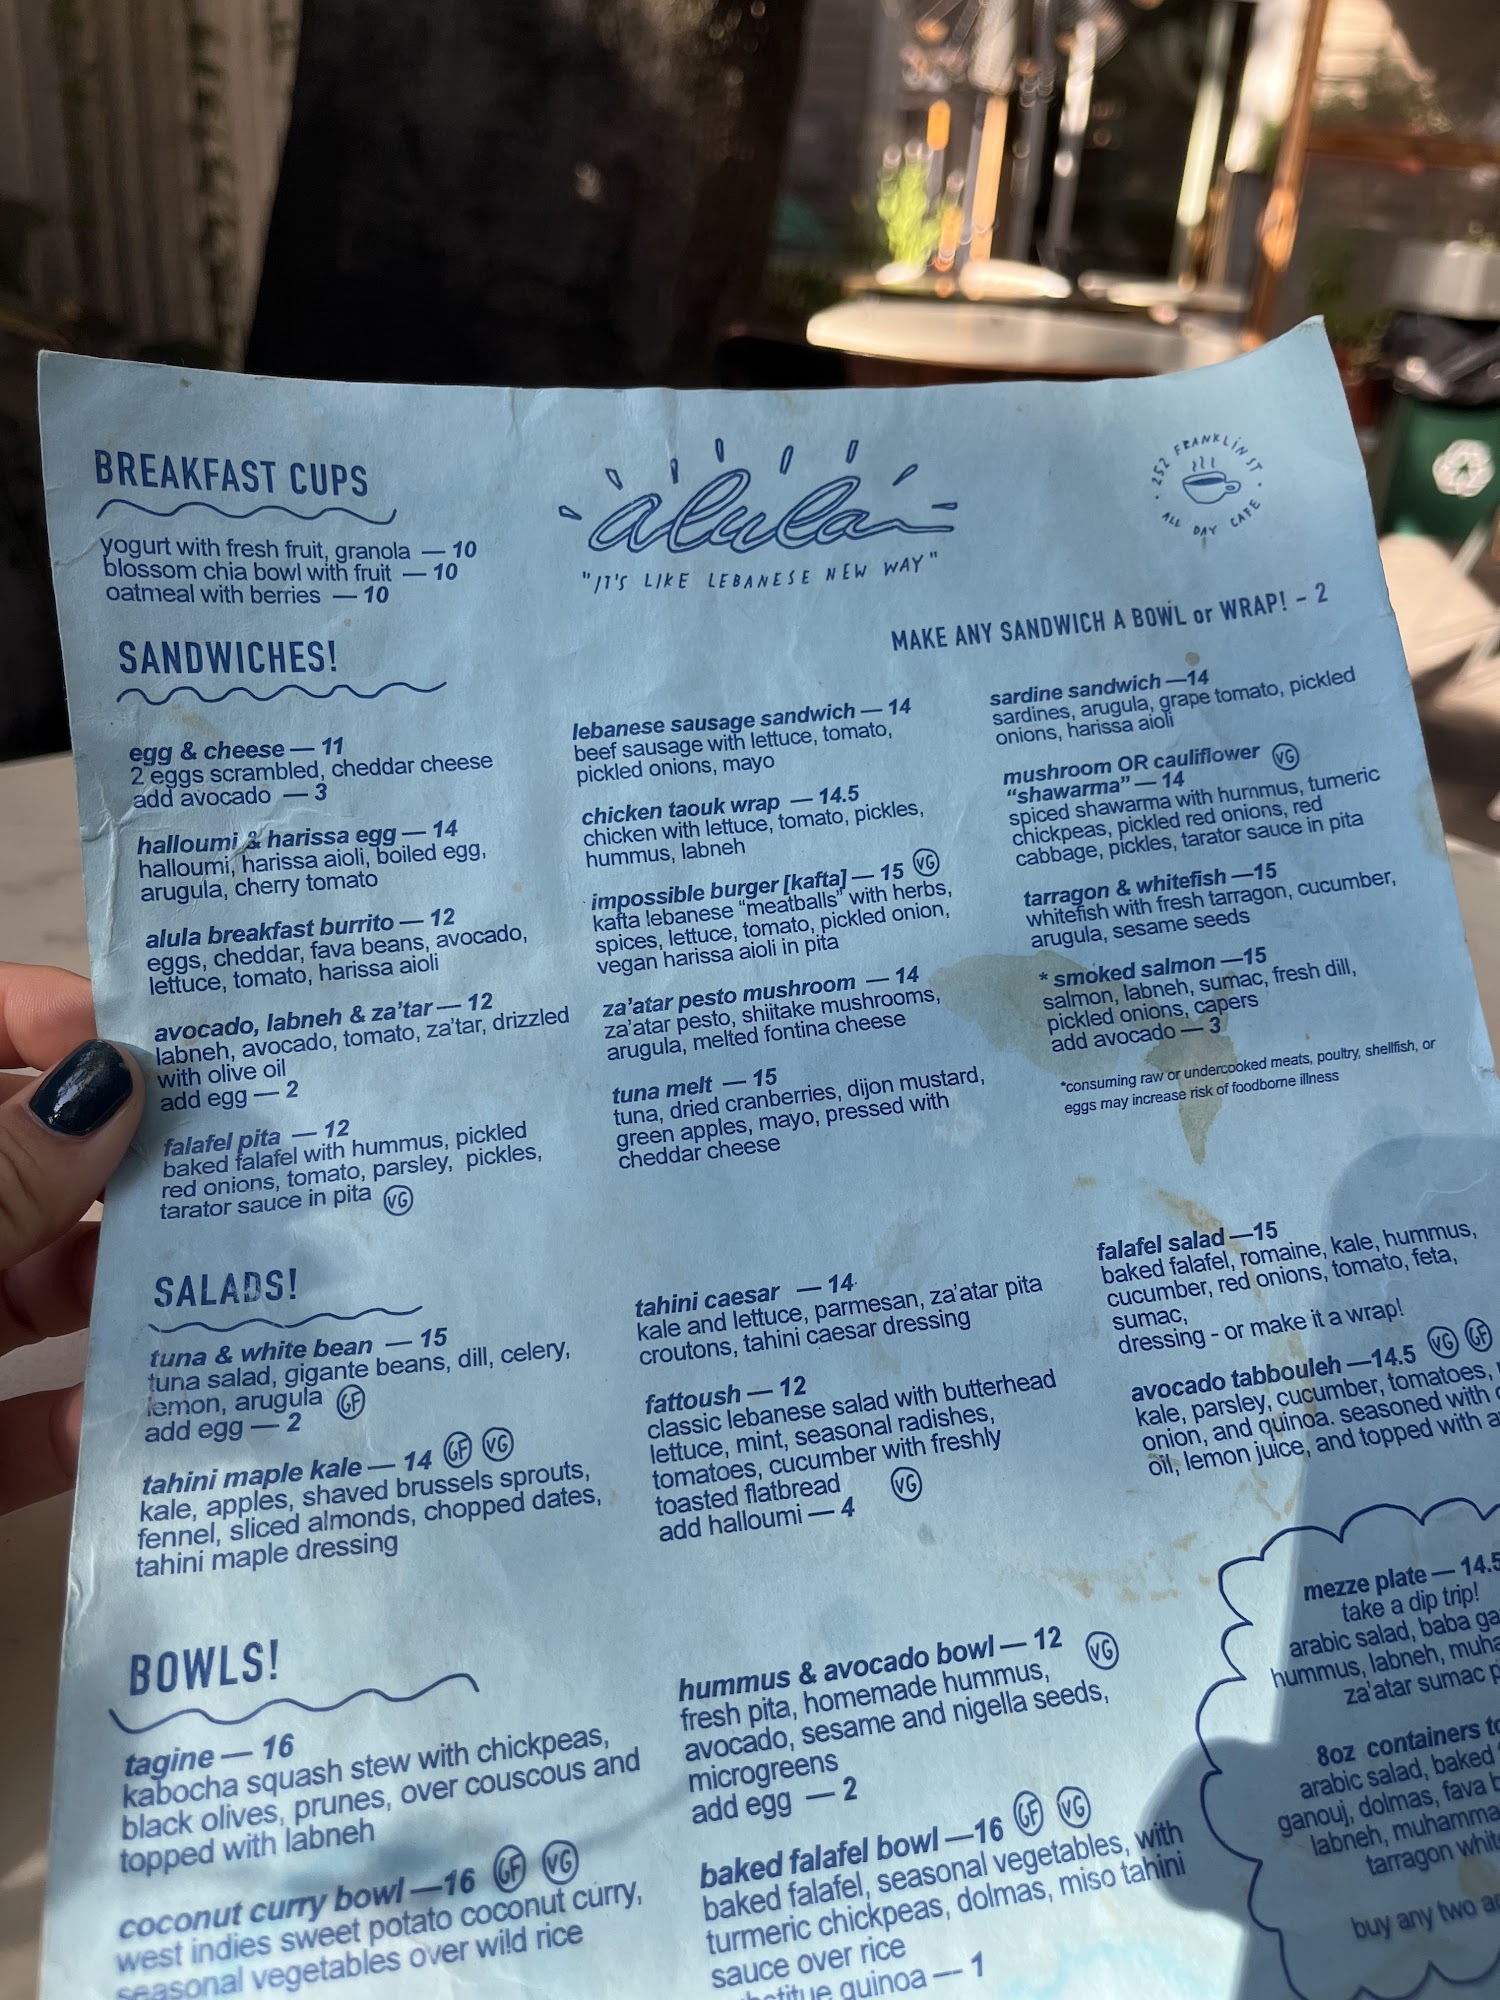 BREAKFAST CUPS
yogurt with fresh fruit, granola — 10
blossom chia bowl with fruit — 10
oatmeal with berries — 10
alula
"IT'S LIKE LEBANESE NEW WAY"
252 FRANKLIN ST
ALL DAY CAFE
MAKE ANY SANDWICH A BOWL or WRAP! – 2
SANDWICHES!
egg & cheese — 11
2 eggs scrambled, cheddar cheese
add avocado — 3
halloumi & harissa egg — 14
halloumi, harissa aioli, boiled egg,
arugula, cherry tomato
alula breakfast burrito — 12
eggs, cheddar, fava beans, avocado,
lettuce, tomato, harissa aioli
avocado, labneh & za'tar — 12
labneh, avocado, tomato, za'tar, drizzled
with olive oil
add egg — 2
falafel pita — 12
baked falafel with hummus, pickled
red onions, tomato, parsley, pickles,
tarator sauce in pita VG
lebanese sausage sandwich — 14
beef sausage with lettuce, tomato,
pickled onions, mayo
chicken taouk wrap — 14.5
chicken with lettuce, tomato, pickles,
hummus, labneh
impossible burger [kafta] — 15 VG
kafta lebanese "meatballs" with herbs,
spices, lettuce, tomato, pickled onion,
vegan harissa aioli in pita
za'atar pesto mushroom — 14
za'atar pesto, shiitake mushrooms,
arugula, melted fontina cheese
tuna melt — 15
tuna, dried cranberries, dijon mustard,
green apples, mayo, pressed with
cheddar cheese
sardine sandwich —14
sardines, arugula, grape tomato, pickled
onions, harissa aioli
mushroom OR cauliflower VG
"shawarma" — 14
spiced shawarma with hummus, tumeric
chickpeas, pickled red onions, red
cabbage, pickles, tarator sauce in pita
tarragon & whitefish —15
whitefish with fresh tarragon, cucumber,
arugula, sesame seeds
* smoked salmon —15
salmon, labneh, sumac, fresh dill,
pickled onions, capers
add avocado — 3
*consuming raw or undercooked meats, poultry, shellfish, or
eggs may increase risk of foodborne illness
SALADS!
tuna & white bean — 15
tuna salad, gigante beans, dill, celery,
lemon, arugula GF
add egg — 2
tahini maple kale — 14 GF VG
kale, apples, shaved brussels sprouts,
fennel, sliced almonds, chopped dates,
tahini maple dressing
tahini caesar — 14
kale and lettuce, parmesan, za'atar pita
croutons, tahini caesar dressing
fattoush — 12
classic lebanese salad with butterhead
lettuce, mint, seasonal radishes,
tomatoes, cucumber with freshly
toasted flatbread VG
add halloumi — 4
falafel salad —15
baked falafel, romaine, kale, hummus,
cucumber, red onions, tomato, feta,
sumac,
dressing - or make it a wrap!
avocado tabbouleh —14.5 VG GF
kale, parsley, cucumber, tomatoes,
onion, and quinoa. seasoned with
oil, lemon juice, and topped with
BOWLS!
tagine — 16
kabocha squash stew with chickpeas,
black olives, prunes, over couscous and
topped with labneh
coconut curry bowl —16 GF VG
west indies sweet potato coconut curry,
seasonal vegetables over wild rice
hummus & avocado bowl — 12 VG
fresh pita, homemade hummus,
avocado, sesame and nigella seeds,
microgreens
add egg — 2
baked falafel bowl —16 GF VG
baked falafel, seasonal vegetables, with
turmeric chickpeas, dolmas, miso tahini
sauce over rice
quinoa — 1
mezze plate — 14.5
take a dip trip!
arabic salad, baba
hummus, labneh,
za'atar sumac
8oz containers
arabic salad, baked
ganouj, dolmas, fava
labneh,
tarragon
buy any two